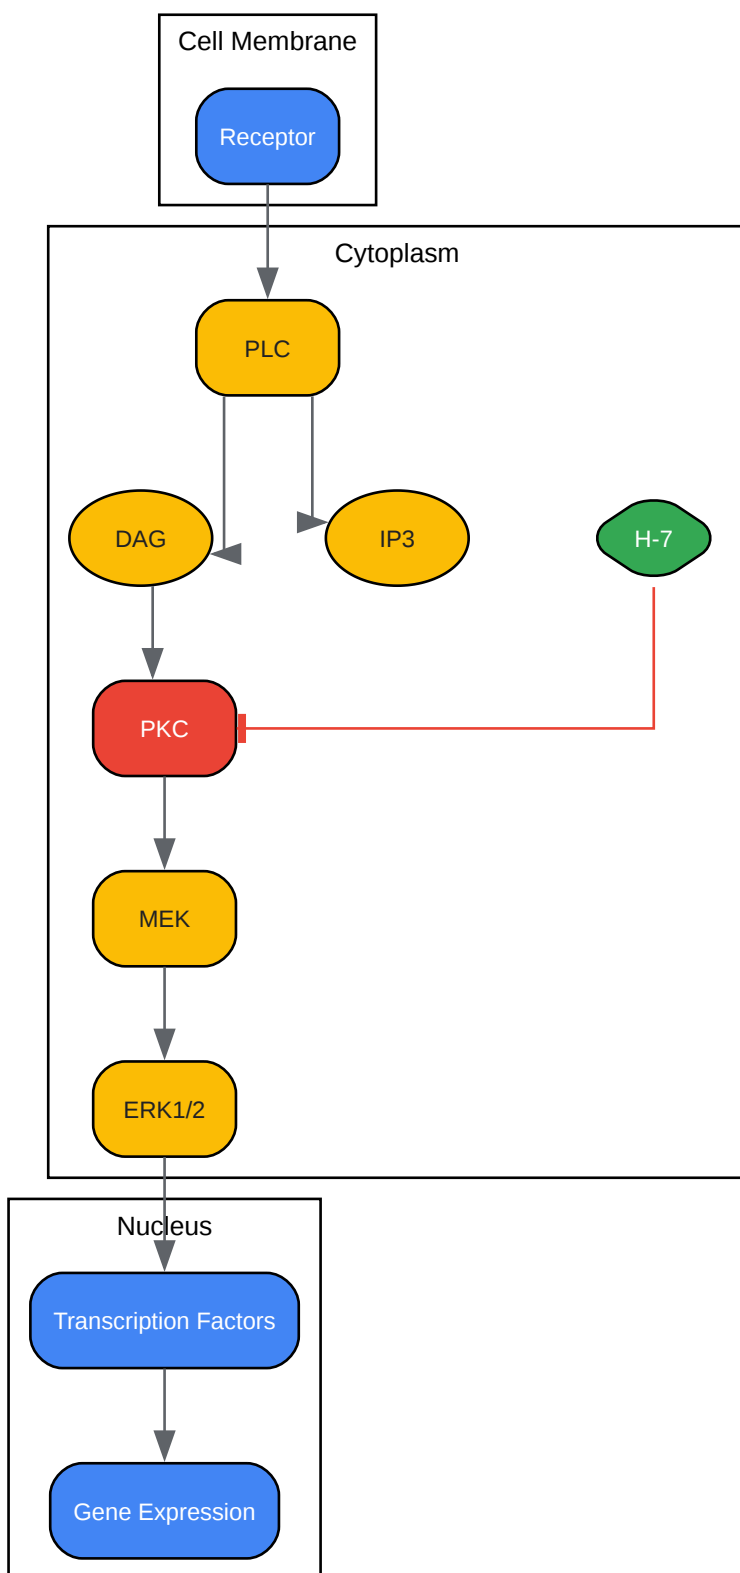 Cell Membrane
Receptor
Cytoplasm
PLC
DAG
IP3
H-7
PKC
MEK
ERK1/2
Nucleus
Transcription Factors
Gene Expression